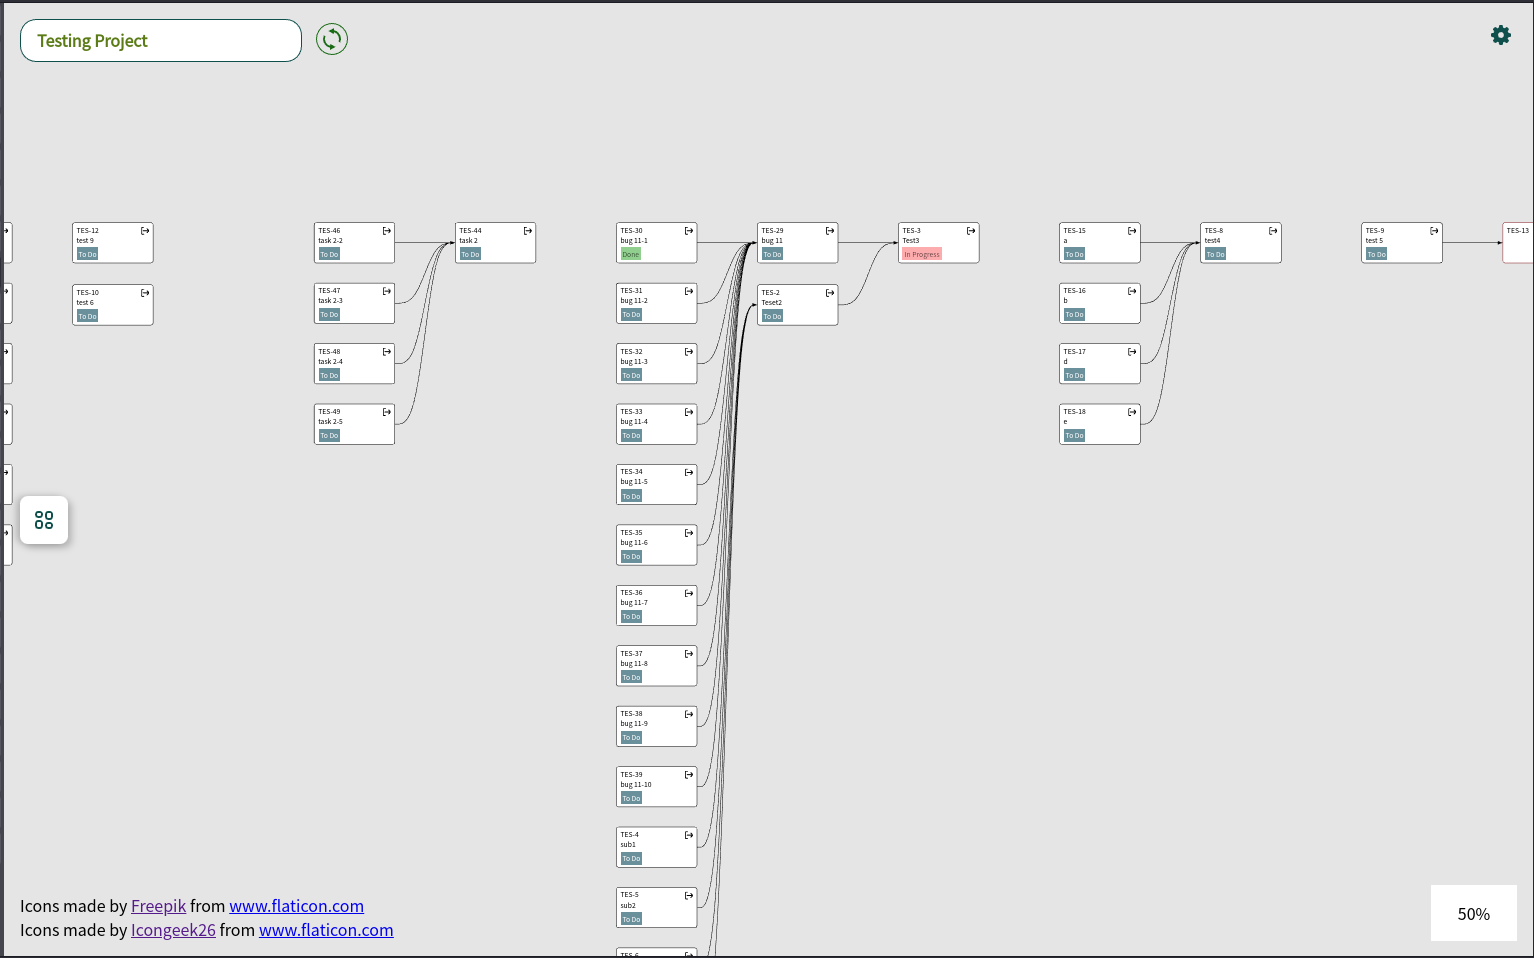 Testing Project
TES-12
test 9
To Do
TES-10
test 6
To Do
TES-46
task 2-2
To Do
TES-47
task 2-3
To Do
TES-48
task 2-4
To Do
TES-49
task 2-5
To Do
TES-44
task 2
To Do
TES-30
bug 11-1
Done
TES-31
bug 11-2
To Do
TES-32
bug 11-3
To Do
TES-33
bug 11-4
To Do
TES-34
bug 11-5
To Do
TES-35
bug 11-6
To Do
TES-36
bug 11-7
To Do
TES-37
bug 11-8
To Do
TES-38
bug 11-9
To Do
TES-39
bug 11-10
To Do
TES-4
sub1
To Do
TES-5
sub2
To Do
TES-6
TES-29
bug 11
To Do
TES-2
Teset2
To Do
TES-3
Test3
In Progress
TES-15
a
To Do
TES-16
b
To Do
TES-17
d
To Do
TES-18
e
To Do
TES-8
test4
To Do
TES-9
test 5
To Do
TES-13
Icons made by Freepik from www.flaticon.com
Icons made by Icongeek26 from www.flaticon.com
50%